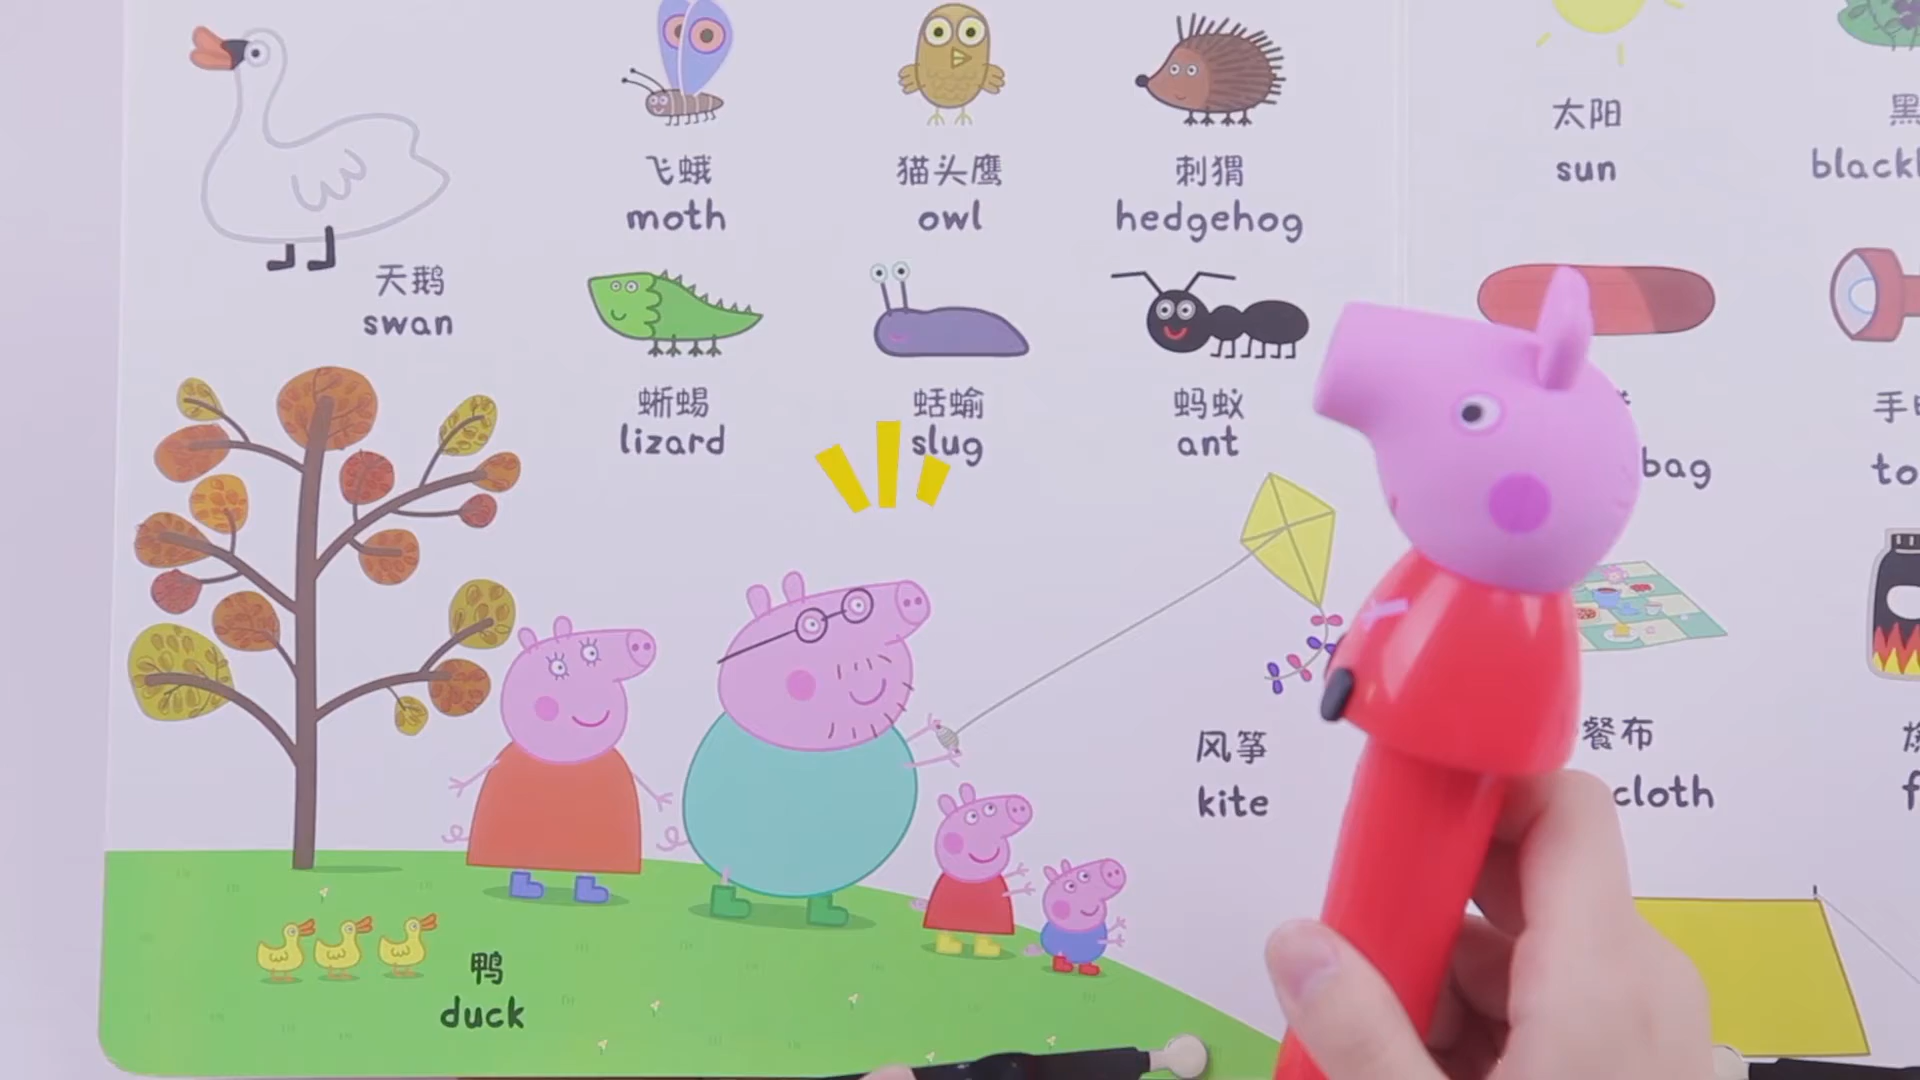 飞蛾
moth
猫头鹰
owl
刺猬
hedgehog
太阳
sun
天鹅
swan
蜥蜴
lizard
蛞蝓
slug
蚂蚁
ant
bag
风筝
kite
餐布
cloth
鸭
duck